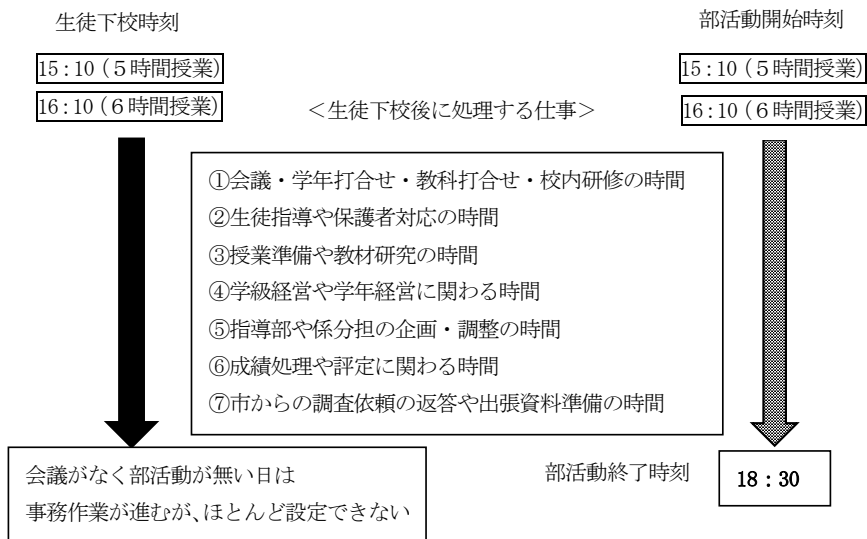 生徒下校時刻
部活動開始時刻
15:10(5時間授業)
15:10(5時間授業)
16:10(6時間授業)
16:10(6時間授業)
<生徒下校後に処理する仕事>
①会議・学年打合せ・教科打合せ・校内研修の時間
②生徒指導や保護者対応の時間
③授業準備や教材研究の時間
④学級経営や学年経営に関わる時間
⑤指導部や係分担の企画・調整の時間
⑥成績処理や評定に関わる時間
⑦市からの調査依頼の返答や出張資料準備の時間
会議がなく部活動が無い日は
事務作業が進むが、ほとんど設定できない
部活動終了時刻
18:30